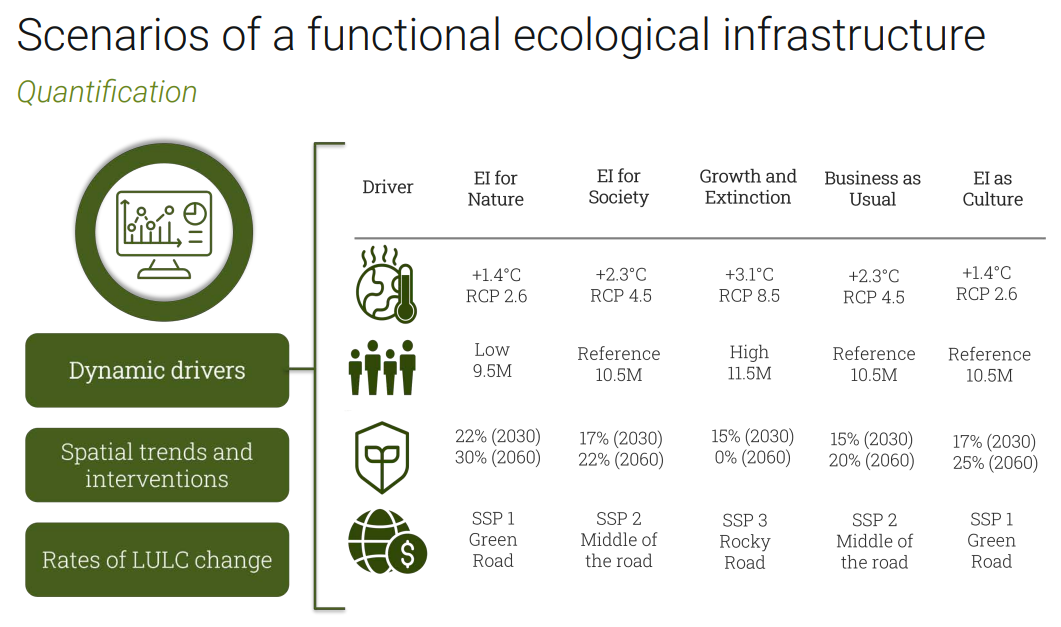 Scenarios of a functional ecological infrastructure
Quantification
Dynamic drivers
Spatial trends and
interventions
Rates of LULC change
Driver
EI for
Nature
EI for
Society
Growth and
Extinction
Business as
Usual
EI as
Culture
+1.4°C
RCP 2.6
+2.3°C
RCP 4.5
+3.1°C
RCP 8.5
+2.3°C
RCP 4.5
+1.4°C
RCP 2.6
Low
9.5M
Reference
10.5M
High
11.5M
Reference
10.5M
Reference
10.5M
22% (2030)
30% (2060)
17% (2030)
22% (2060)
15% (2030)
0% (2060)
15% (2030)
20% (2060)
17% (2030)
25% (2060)
$
SSP 1
Green
Road
SSP 2
Middle of
the road
SSP 3
Rocky
Road
SSP 2
Middle of
the road
SSP 1
Green
Road